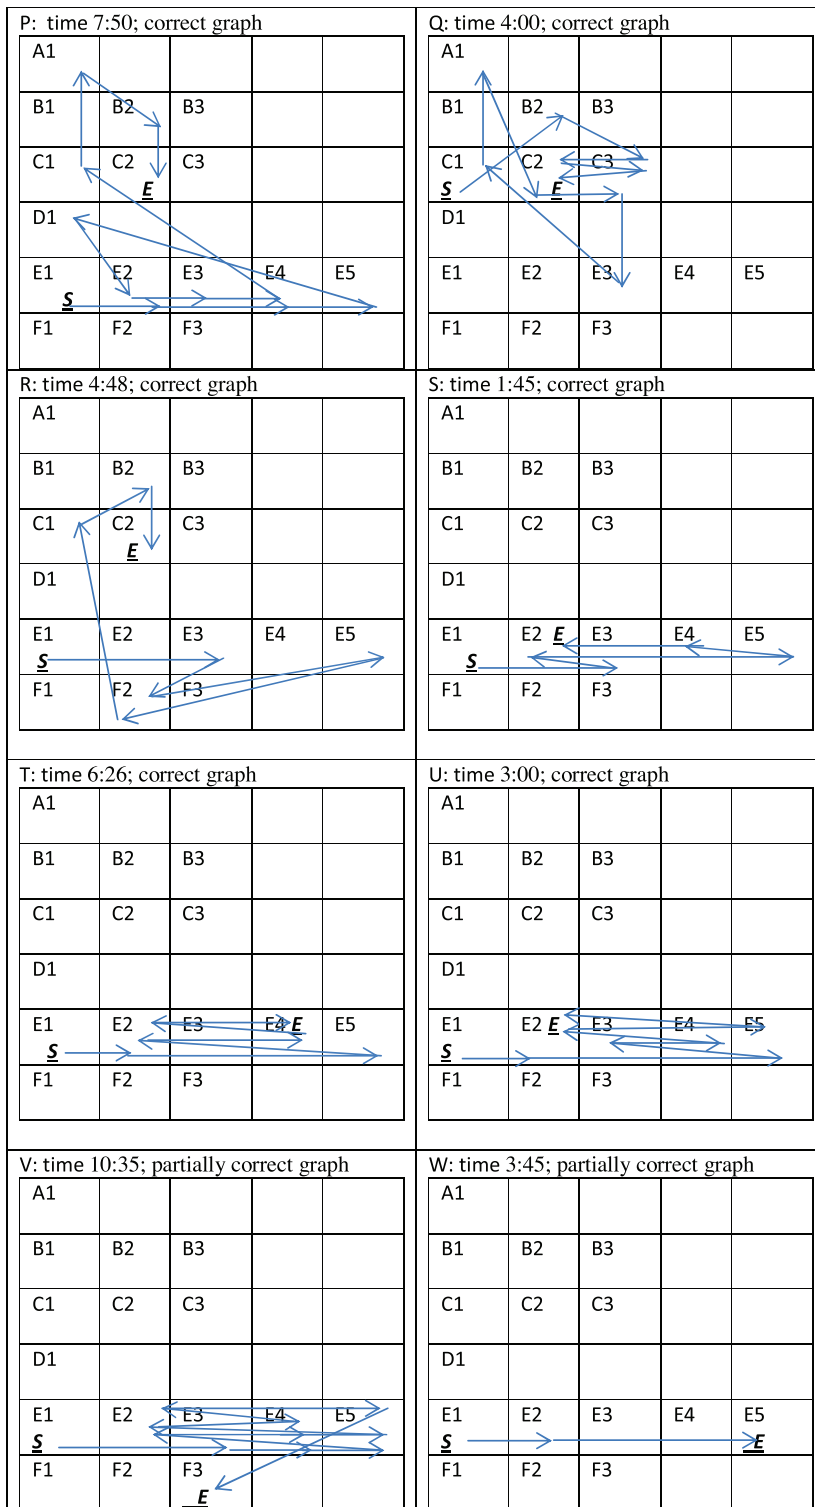 P: time 7:50; correct graph
A1
B1 B2 B3
C1 C2 C3
E
D1
E1 E2 E3 E4 E5
S
F1 F2 F3
Q: time 4:00; correct graph
A1
B1 B2 B3
C1 C2 C3
S E
D1
E1 E2 E3 E4 E5
F1 F2 F3
R: time 4:48; correct graph
A1
B1 B2 B3
C1 C2 C3
E
D1
E1 E2 E3 E4 E5
S
F1 F2 F3
S: time 1:45; correct graph
A1
B1 B2 B3
C1 C2 C3
D1
E1 E2 E E3 E4 E5
S
F1 F2 F3
T: time 6:26; correct graph
A1
B1 B2 B3
C1 C2 C3
D1
E1 E2 E3 E4 E E5
S
F1 F2 F3
U: time 3:00; correct graph
A1
B1 B2 B3
C1 C2 C3
D1
E1 E2 E E3 E4 E5
S
F1 F2 F3
V: time 10:35; partially correct graph
A1
B1 B2 B3
C1 C2 C3
D1
E1 E2 E3 E4 E5
S
F1 F2 F3
E
W: time 3:45; partially correct graph
A1
B1 B2 B3
C1 C2 C3
D1
E1 E2 E3 E4 E5
S E
F1 F2 F3